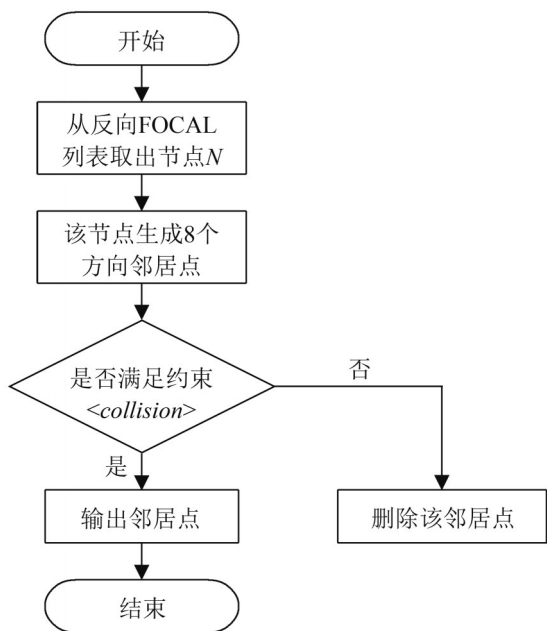 开始
从反向FOCAL
列表取出节点N
该节点生成8个
方向邻居点
是否满足约束
<collision>
否
是
输出邻居点
删除该邻居点
结束